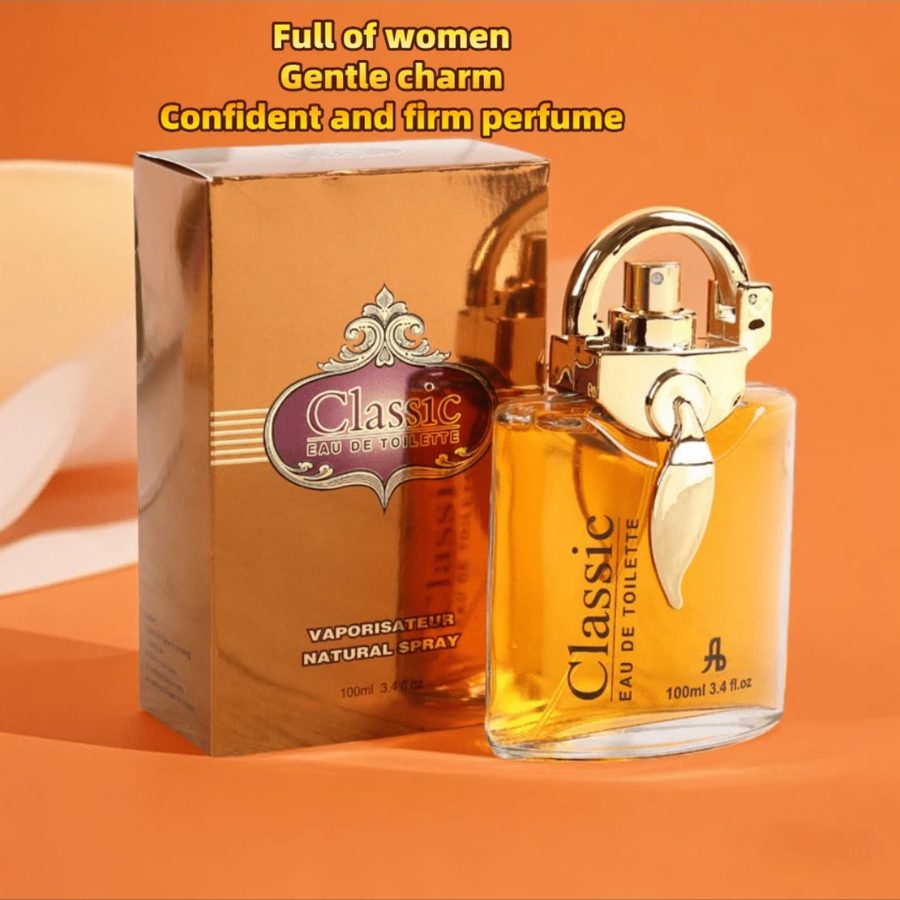 Full of women
Gentle charm
Confident and firm perfume
Classic
EAU DE TOILETTE
VAPORISATEUR
NATURAL SPRAY
100ml 3.4 fl oz
Classic
EAU DE TOILETTE
100ml 3.4 fl.oz